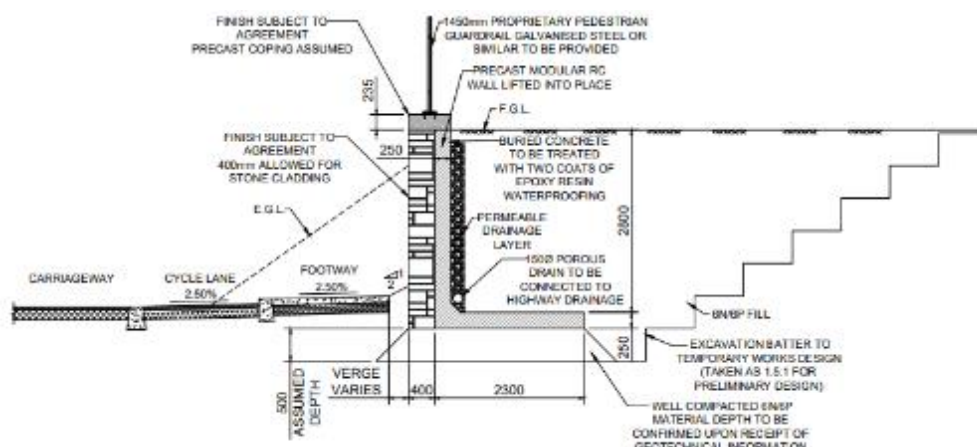 FINISH SUBJECT TO
AGREEMENT
PRECAST COPING ASSUMED
1450mm PROPRIETARY PEDESTRIAN
GUARDRAIL GALVANISED STEEL OR
SIMILAR TO BE PROVIDED
PRECAST MODULAR RC
WALL LIFTED INTO PLACE
235
F.G.L.
FINISH SUBJECT TO
AGREEMENT
400mm ALLOWED FOR
STONE CLADDING
250
BURIED CONCRETE
TO BE TREATED
WITH TWO COATS OF
EPOXY RESIN
WATERPROOFING
E.G.L.
2800
PERMEABLE
DRAINAGE
LAYER
150Ø POROUS
DRAIN TO BE
CONNECTED TO
HIGHWAY DRAINAGE
CARRIAGEWAY
CYCLE LANE
FOOTWAY
2.50%
2.50%
1
2
6N/6P FILL
250
EXCAVATION BATTER TO
TEMPORARY WORKS DESIGN
(TAKEN AS 1.5:1 FOR
PRELIMINARY DESIGN)
500
ASSUMED
DEPTH
VERGE
VARIES
400
2300
WELL COMPACTED 6N/6P
MATERIAL DEPTH TO BE
CONFIRMED UPON RECEIPT OF
GEOTECHNICAL INFORMATION